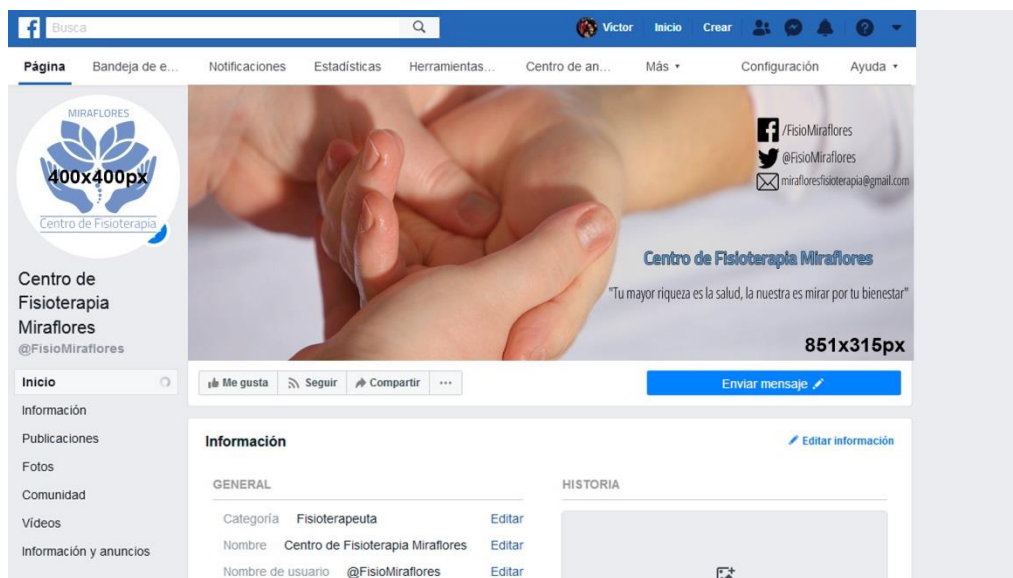 Busca
Victor Inicio Crear
Página Bandeja de e... Notificaciones Estadísticas Herramientas... Centro de an... Más Configuración Ayuda
MIRAFLORES
400x400px
Centro de Fisioterapia
/FisioMiraflores
@FisioMiraflores
mirafloresfisioterapia@gmail.com
Centro de Fisioterapia Miraflores
"Tu mayor riqueza es la salud, la nuestra es mirar por tu bienestar"
851x315px
Centro de
Fisioterapia
Miraflores
@FisioMiraflores
Me gusta Seguir Compartir ...
Enviar mensaje
Inicio
Información
Publicaciones
Fotos
Comunidad
Vídeos
Información y anuncios
Información
Editar información
GENERAL
Categoría Fisioterapeuta Editar
Nombre Centro de Fisioterapia Miraflores Editar
Nombre de usuario @FisioMiraflores Editar
HISTORIA